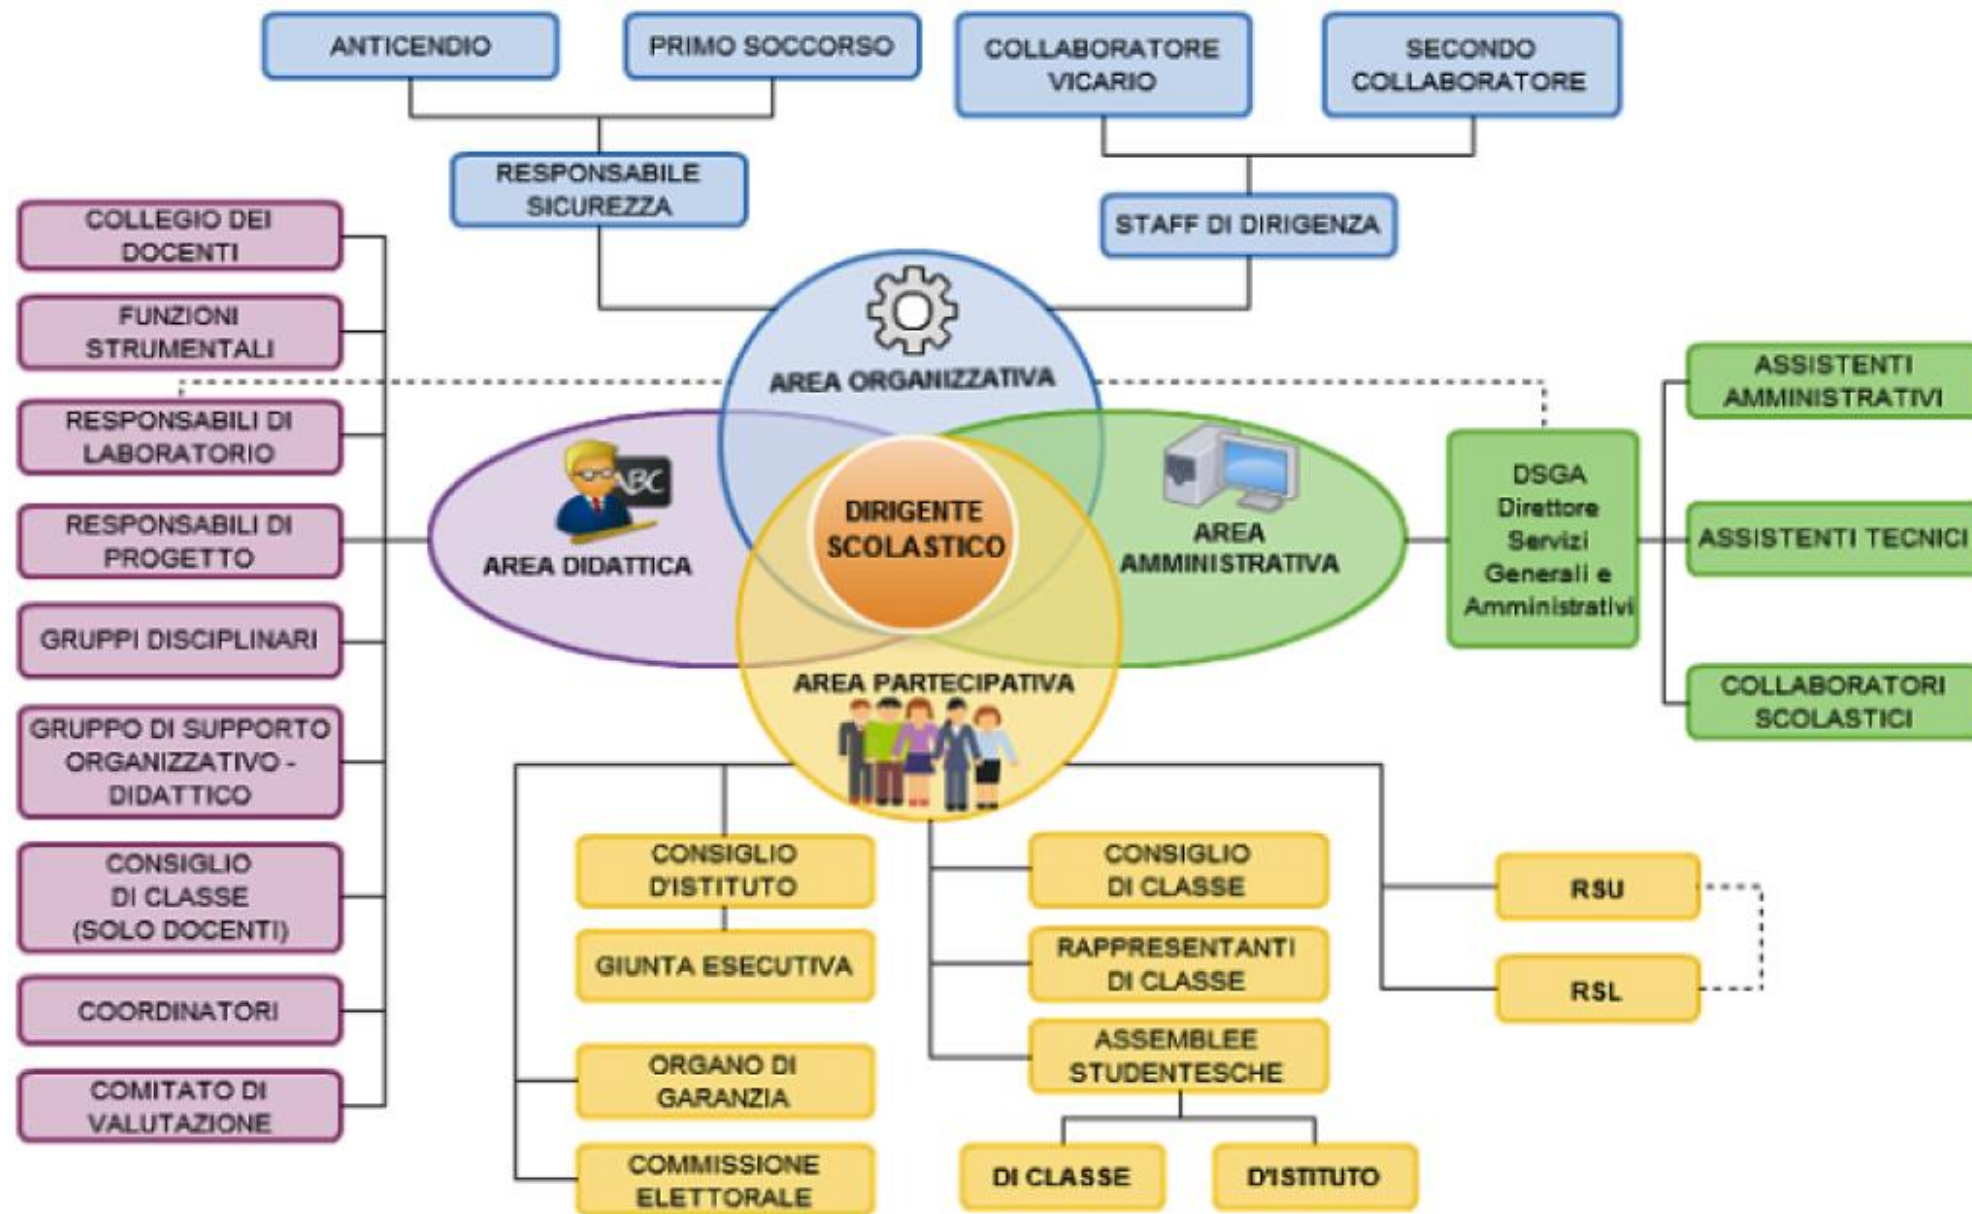 ANTICENDIO
PRIMO SOCCORSO
COLLABORATORE
VICARIO
SECONDO
COLLABORATORE
RESPONSABILE
SICUREZZA
STAFF DI DIRIGENZA
COLLEGIO DEI
DOCENTI
FUNZIONI
STRUMENTALI
RESPONSABILI DI
LABORATORIO
RESPONSABILI DI
PROGETTO
GRUPPI DISCIPLINARI
GRUPPO DI SUPPORTO
ORGANIZZATIVO -
DIDATTICO
CONSIGLIO
DI CLASSE
(SOLO DOCENTI)
COORDINATORI
COMITATO DI
VALUTAZIONE
AREA ORGANIZZATIVA
ABC
AREA DIDATTICA
DIRIGENTE
SCOLASTICO
AREA
AMMINISTRATIVA
AREA PARTECIPATIVA
DSGA
Direttore
Servizi
Generali e
Amministrativi
ASSISTENTI
AMMINISTRATIVI
ASSISTENTI TECNICI
COLLABORATORI
SCOLASTICI
CONSIGLIO
D'ISTITUTO
GIUNTA ESECUTIVA
ORGANO DI
GARANZIA
COMMISSIONE
ELETTORALE
CONSIGLIO
DI CLASSE
RAPPRESENTANTI
DI CLASSE
ASSEMBLEE
STUDENTESCHE
DI CLASSE
D'ISTITUTO
RSU
RSL